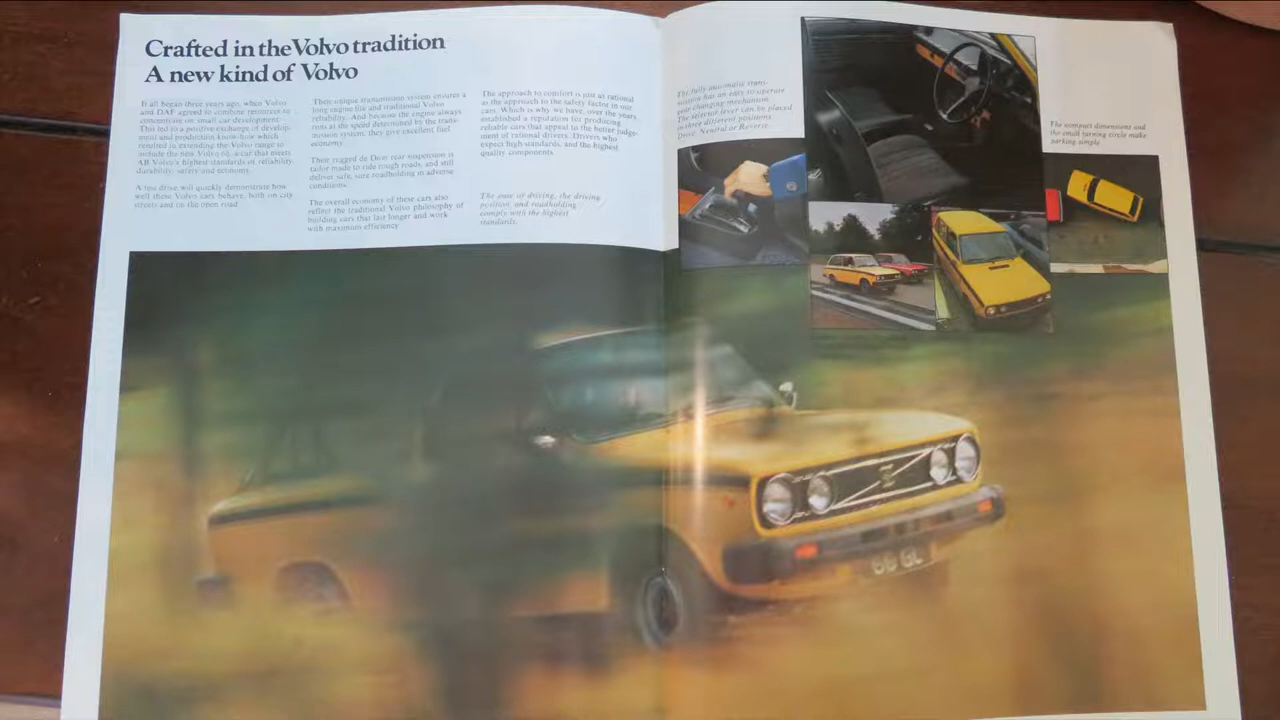 Crafted in the Volvo tradition
A new kind of Volvo
It all began three years ago, when Volvo
and DAF agreed to combine resources to
concentrate on small car development.
This led to a positive exchange of develop-
ment and production know-how which
resulted in extending the Volvo range to
include the new Volvo 66, a car that meets
AB Volvo's highest standards of reliability,
durability, safety and economy.
A test drive will quickly demonstrate how
well these Volvo cars behave, both on city
streets and on the open road.
Their unique transmission system ensures a
long engine life and traditional Volvo
reliability. And because the engine always
runs at the speed determined by the trans-
mission system, they give excellent fuel
economy.
Their rugged de Dion rear suspension is
tailor made to ride rough roads, and still
deliver safe, sure roadholding in adverse
conditions.
The overall economy of these cars also
reflect the traditional Volvo philosophy of
building cars that last longer and work
with maximum efficiency.
The approach to comfort is just as rational
as the approach to the safety factor in our
cars. Which is why we have, over the years,
established a reputation for producing
reliable cars that appeal to the better judge-
ment of rational drivers. Drivers who
expect high standards, and the highest
quality components.
The ease of driving, the driving
position, and roadholding
comply with the highest
standards.
The fully automatic trans-
mission has an easy to operate
gear changing mechanism.
The selector lever can be placed
in three different positions
Drive, Neutral or Reverse.
The compact dimensions and
the small turning circle make
parking simple.
66 GL